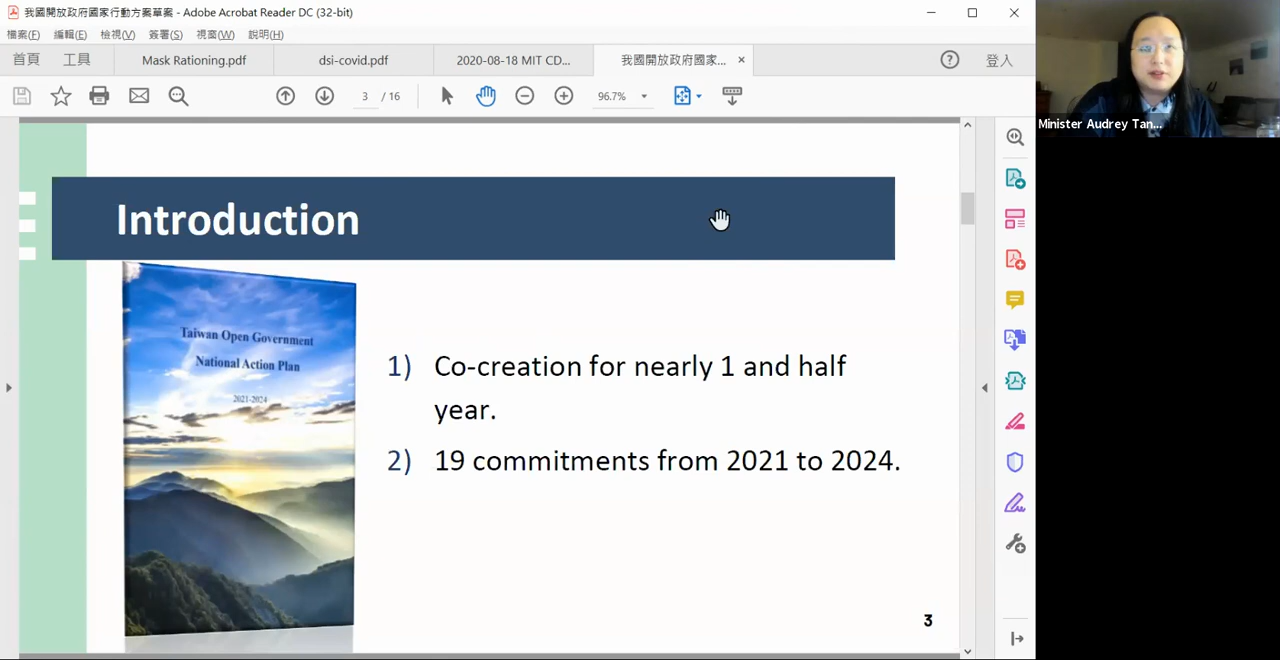 我國開放政府國家行動方案草案 - Adobe Acrobat Reader DC (32-bit)
檔案(F) 編輯(E) 檢視(V) 簽署(S) 視窗(W) 說明(H)
首頁 工具 Mask Rationing.pdf dsi-covid.pdf 2020-08-18 MIT CD... 我國開放政府國家... × ? 登入
3 / 16 96.7%
Introduction
Taiwan Open Government
National Action Plan
2021-2024
1) Co-creation for nearly 1 and half
year.
2) 19 commitments from 2021 to 2024.
3
Minister Audrey Tan...